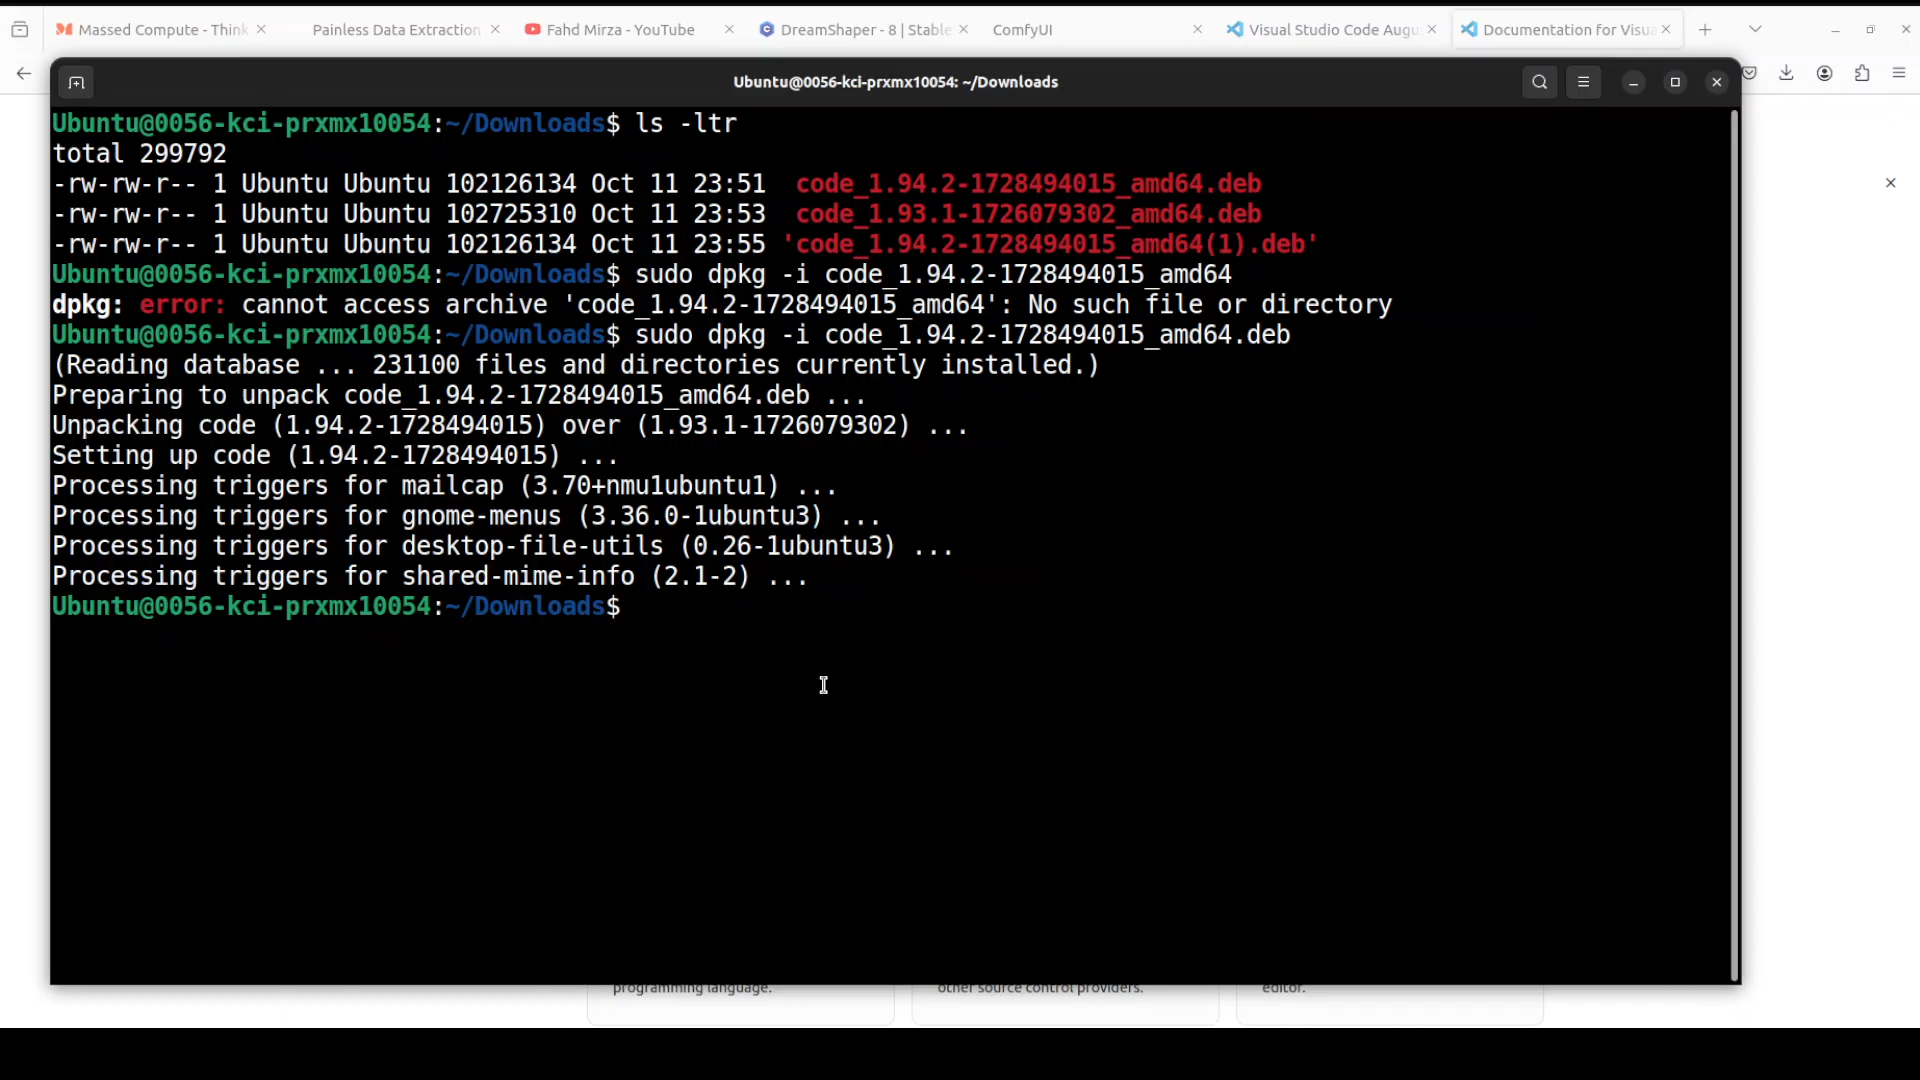 Massed Compute - Think
Painless Data Extraction
Fahd Mirza - YouTube
DreamShaper - 8 | Stable
ComfyUI
Visual Studio Code Augu
Documentation for Visua
Ubuntu@0056-kci-prxmx10054: ~/Downloads
Ubuntu@0056-kci-prxmx10054:~/Downloads$ ls -ltr
total 299792
-rw-rw-r-- 1 Ubuntu Ubuntu 102126134 Oct 11 23:51  code_1.94.2-1728494015_amd64.deb
-rw-rw-r-- 1 Ubuntu Ubuntu 102725310 Oct 11 23:53  code_1.93.1-1726079302_amd64.deb
-rw-rw-r-- 1 Ubuntu Ubuntu 102126134 Oct 11 23:55 'code_1.94.2-1728494015_amd64(1).deb'
Ubuntu@0056-kci-prxmx10054:~/Downloads$ sudo dpkg -i code_1.94.2-1728494015_amd64
dpkg: error: cannot access archive 'code_1.94.2-1728494015_amd64': No such file or directory
Ubuntu@0056-kci-prxmx10054:~/Downloads$ sudo dpkg -i code_1.94.2-1728494015_amd64.deb
(Reading database ... 231100 files and directories currently installed.)
Preparing to unpack code_1.94.2-1728494015_amd64.deb ...
Unpacking code (1.94.2-1728494015) over (1.93.1-1726079302) ...
Setting up code (1.94.2-1728494015) ...
Processing triggers for mailcap (3.70+nmu1ubuntu1) ...
Processing triggers for gnome-menus (3.36.0-1ubuntu3) ...
Processing triggers for desktop-file-utils (0.26-1ubuntu3) ...
Processing triggers for shared-mime-info (2.1-2) ...
Ubuntu@0056-kci-prxmx10054:~/Downloads$
programming language.
other source control providers.
editor.